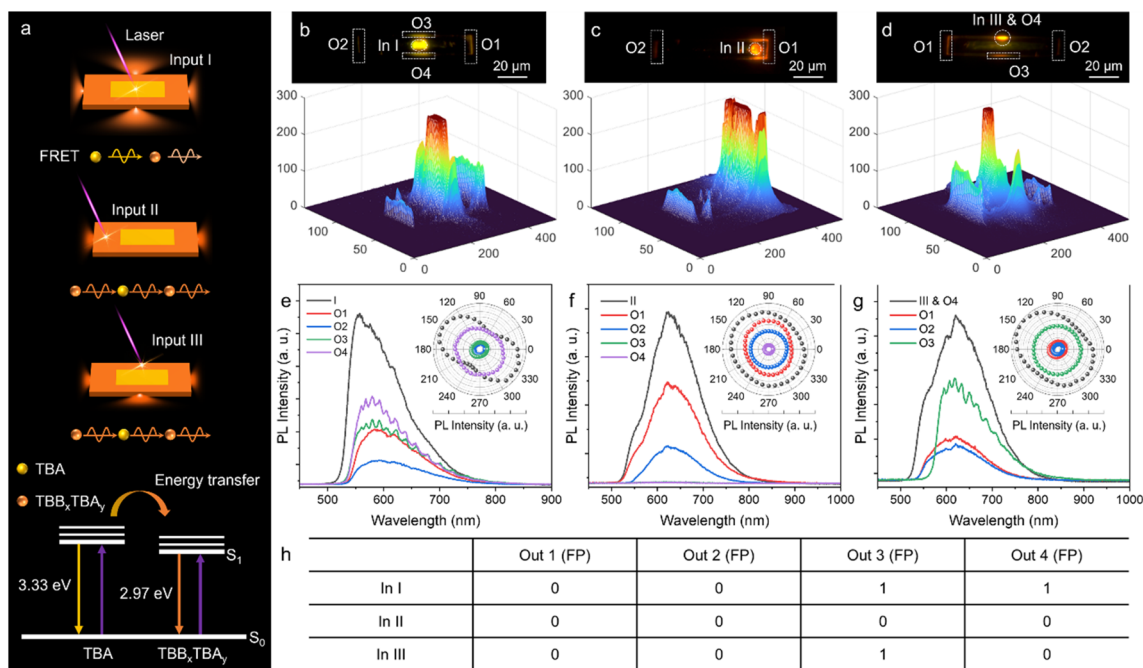 a
Laser
Input I
FRET
Input II
Input III
TBA
TBBxTBAy
Energy transfer
S1
3.33 eV
2.97 eV
S0
TBA
TBBxTBAy
b
O3
O2
In I
O1
O4
20 μm
300
200
100
0
100
50
0
0
200
400
c
O2
In II
O1
20 μm
300
200
100
0
100
50
0
0
200
400
d
In III & O4
O1
O2
O3
20 μm
300
200
100
0
100
50
0
0
200
400
e
I
O1
O2
O3
O4
90
120
60
150
30
180
0
210
330
240
300
270
PL Intensity (a. u.)
PL Intensity (a. u.)
500
600
700
800
900
Wavelength (nm)
f
II
O1
O2
O3
O4
90
120
60
150
30
180
0
210
330
240
300
270
PL Intensity (a. u.)
PL Intensity (a. u.)
500
600
700
800
900
1000
Wavelength (nm)
g
III & O4
O1
O2
O3
90
120
60
150
30
180
0
210
330
240
300
270
PL Intensity (a. u.)
PL Intensity (a. u.)
500
600
700
800
900
1000
Wavelength (nm)
h
Out 1 (FP) Out 2 (FP) Out 3 (FP) Out 4 (FP)
In I 0 0 1 1
In II 0 0 0 0
In III 0 0 1 0